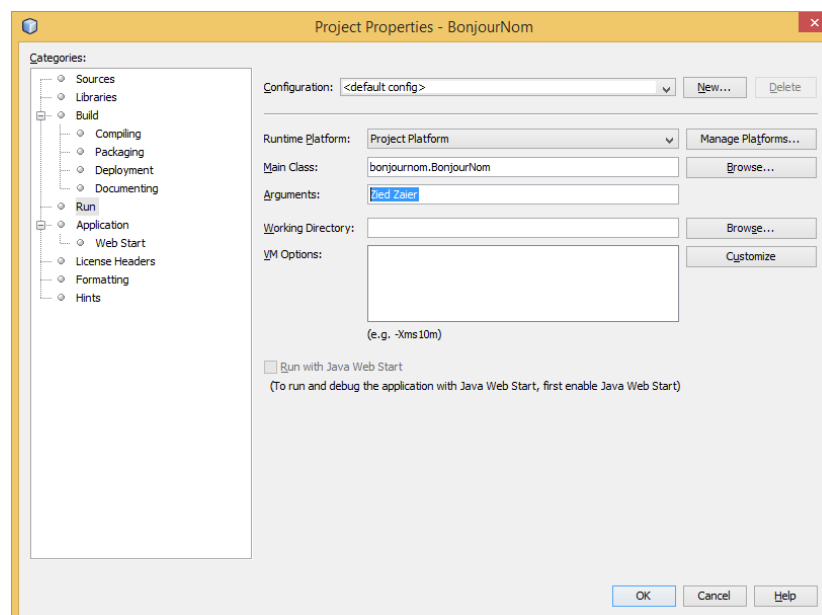 Project Properties - BonjourNom
x
Categories:
Sources
Libraries
Build
Compiling
Packaging
Deployment
Documenting
Run
Application
Web Start
License Headers
Formatting
Hints
Configuration: <default config> New... Delete
Runtime Platform: Project Platform Manage Platforms...
Main Class: bonjournom.BonjourNom Browse...
Arguments: Zied Zaier
Working Directory: Browse...
VM Options: Customize
(e.g. -Xms10m)
Run with Java Web Start
(To run and debug the application with Java Web Start, first enable Java Web Start)
OK Cancel Help